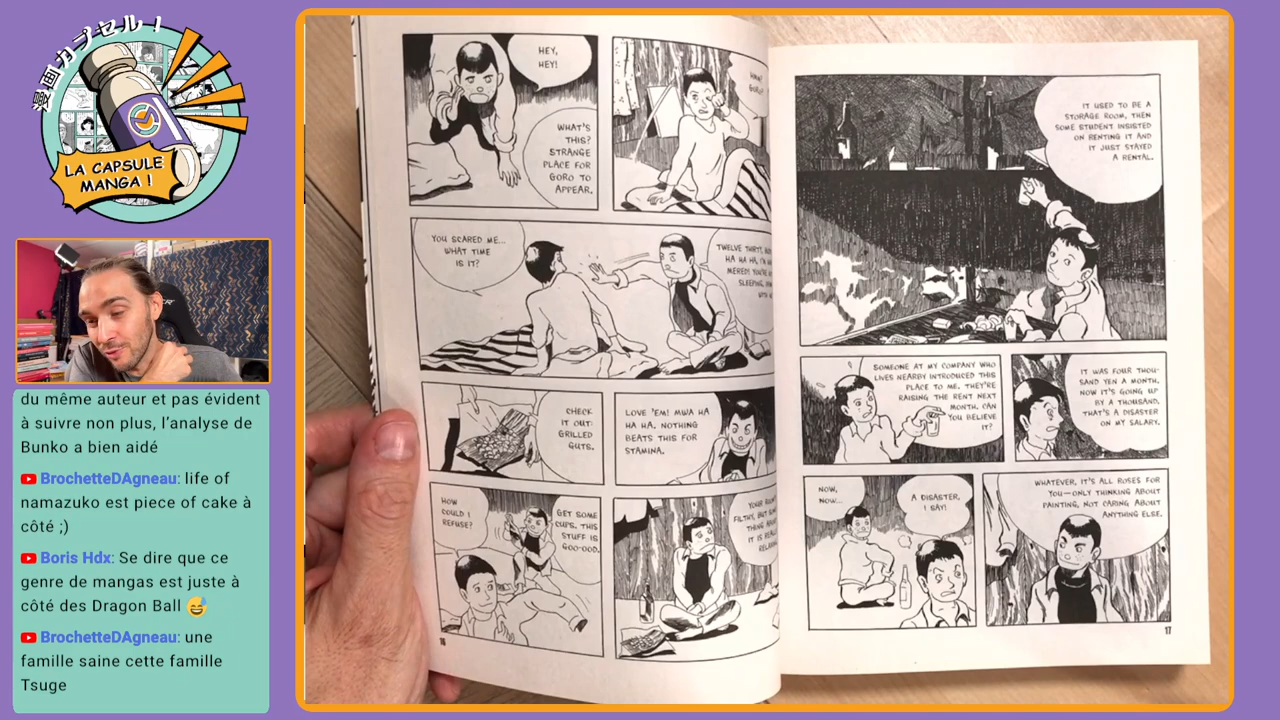 漫画カプセル!
LA CAPSULE
MANGA !
du même auteur et pas évident
à suivre non plus, l'analyse de
Bunko a bien aidé
BrochetteDAgneau: life of
namazuko est piece of cake à
côté ;)
Boris Hdx: Se dire que ce
genre de mangas est juste à
côté des Dragon Ball 😅
BrochetteDAgneau: une
famille saine cette famille
Tsuge
HEY,
HEY!
WHAT'S
THIS?
STRANGE
PLACE FOR
GORO TO
APPEAR.
GORO?
YOU SCARED ME...
WHAT TIME
IS IT?
TWELVE THIRTY,
HA HA HA, I'M
SLEEPING,
CHECK
IT OUT:
GRILLED
GUTS.
LOVE 'EM! MWA HA
HA HA. NOTHING
BEATS THIS FOR
STAMINA.
HOW
COULD I
REFUSE?
GET SOME
CUPS. THIS
STUFF IS
GOO-OOD.
YOUR
FILTHY, BUT
THING ABOUT
IT IS
16
IT USED TO BE A
STORAGE ROOM, THEN
SOME STUDENT INSISTED
ON RENTING IT AND
IT JUST STAYED
A RENTAL.
SOMEONE AT MY COMPANY WHO
LIVES NEARBY INTRODUCED THIS
PLACE TO ME. THEY'RE
RAISING THE RENT NEXT
MONTH. CAN
YOU BELIEVE
IT?
IT WAS FOUR THOU-
SAND YEN A MONTH.
NOW IT'S GOING UP
BY A THOUSAND.
THAT'S A DISASTER
ON MY SALARY.
NOW,
NOW...
A DISASTER,
I SAY!
WHATEVER, IT'S ALL ROSES FOR
YOU—ONLY THINKING ABOUT
PAINTING, NOT CARING ABOUT
ANYTHING ELSE.
17